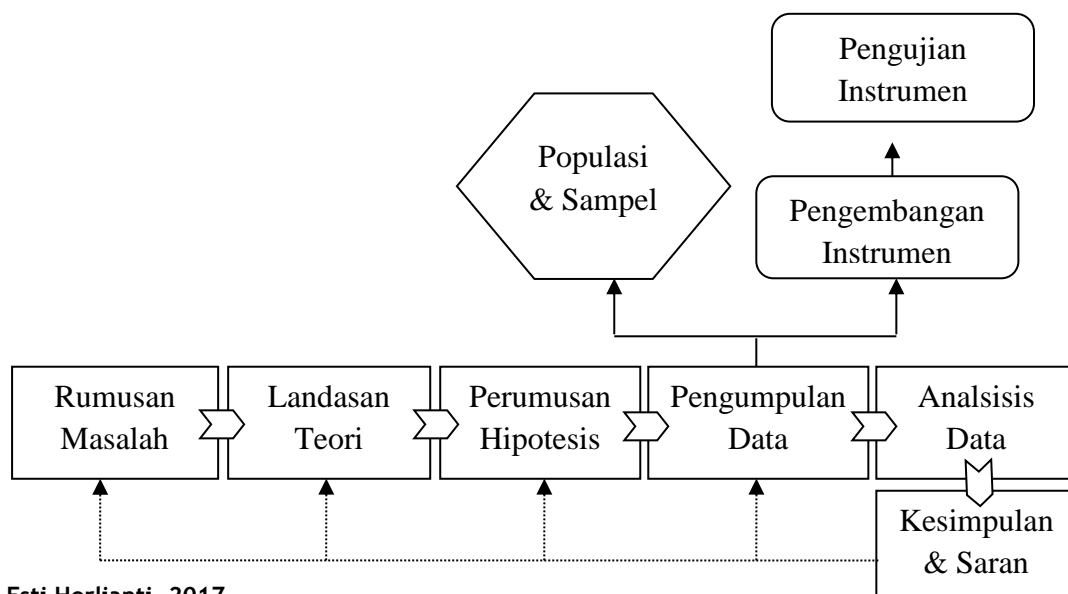 Pengujian
Instrumen
Populasi
& Sampel
Pengembangan
Instrumen
Rumusan
Masalah
Landasan
Teori
Perumusan
Hipotesis
Pengumpulan
Data
Analsisis
Data
Kesimpulan
& Saran
Esti Herlianti, 2017